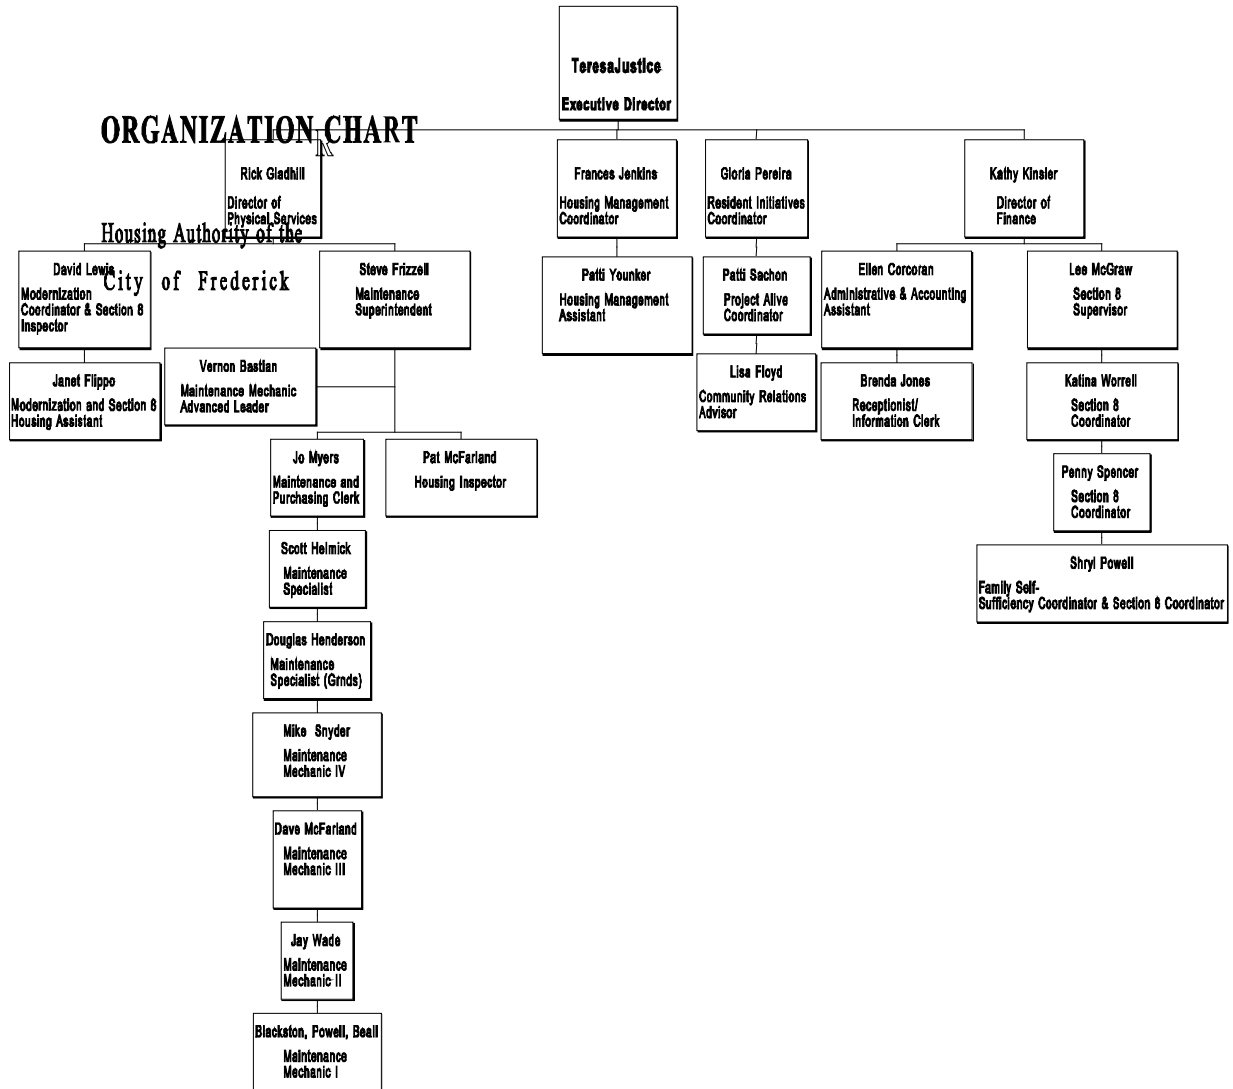 TeresaJustice
Executive Director
ORGANIZATION CHART
Rick Gladhill
Director of
Physical Services
Frances Jenkins
Housing Management
Coordinator
Gloria Pereira
Resident Initiatives
Coordinator
Kathy Kinsler
Director of
Finance
Housing Authority of the
City of Frederick
David Lewis
Modernization
Coordinator & Section 8
Inspector
Steve Frizzell
Maintenance
Superintendent
Patti Younker
Housing Management
Assistant
Patti Sachon
Project Alive
Coordinator
Ellen Corcoran
Administrative & Accounting
Assistant
Lee McGraw
Section 8
Supervisor
Janet Flippo
Modernization and Section 8
Housing Assistant
Vernon Bastian
Maintenance Mechanic
Advanced Leader
Lisa Floyd
Community Relations
Advisor
Brenda Jones
Receptionist/
Information Clerk
Katina Worrell
Section 8
Coordinator
Jo Myers
Maintenance and
Purchasing Clerk
Pat McFarland
Housing Inspector
Penny Spencer
Section 8
Coordinator
Scott Helmick
Maintenance
Specialist
Shryl Powell
Family Self-
Sufficiency Coordinator & Section 8 Coordinator
Douglas Henderson
Maintenance
Specialist (Grnds)
Mike Snyder
Maintenance
Mechanic IV
Dave McFarland
Maintenance
Mechanic III
Jay Wade
Maintenance
Mechanic II
Blackston, Powell, Beall
Maintenance
Mechanic I